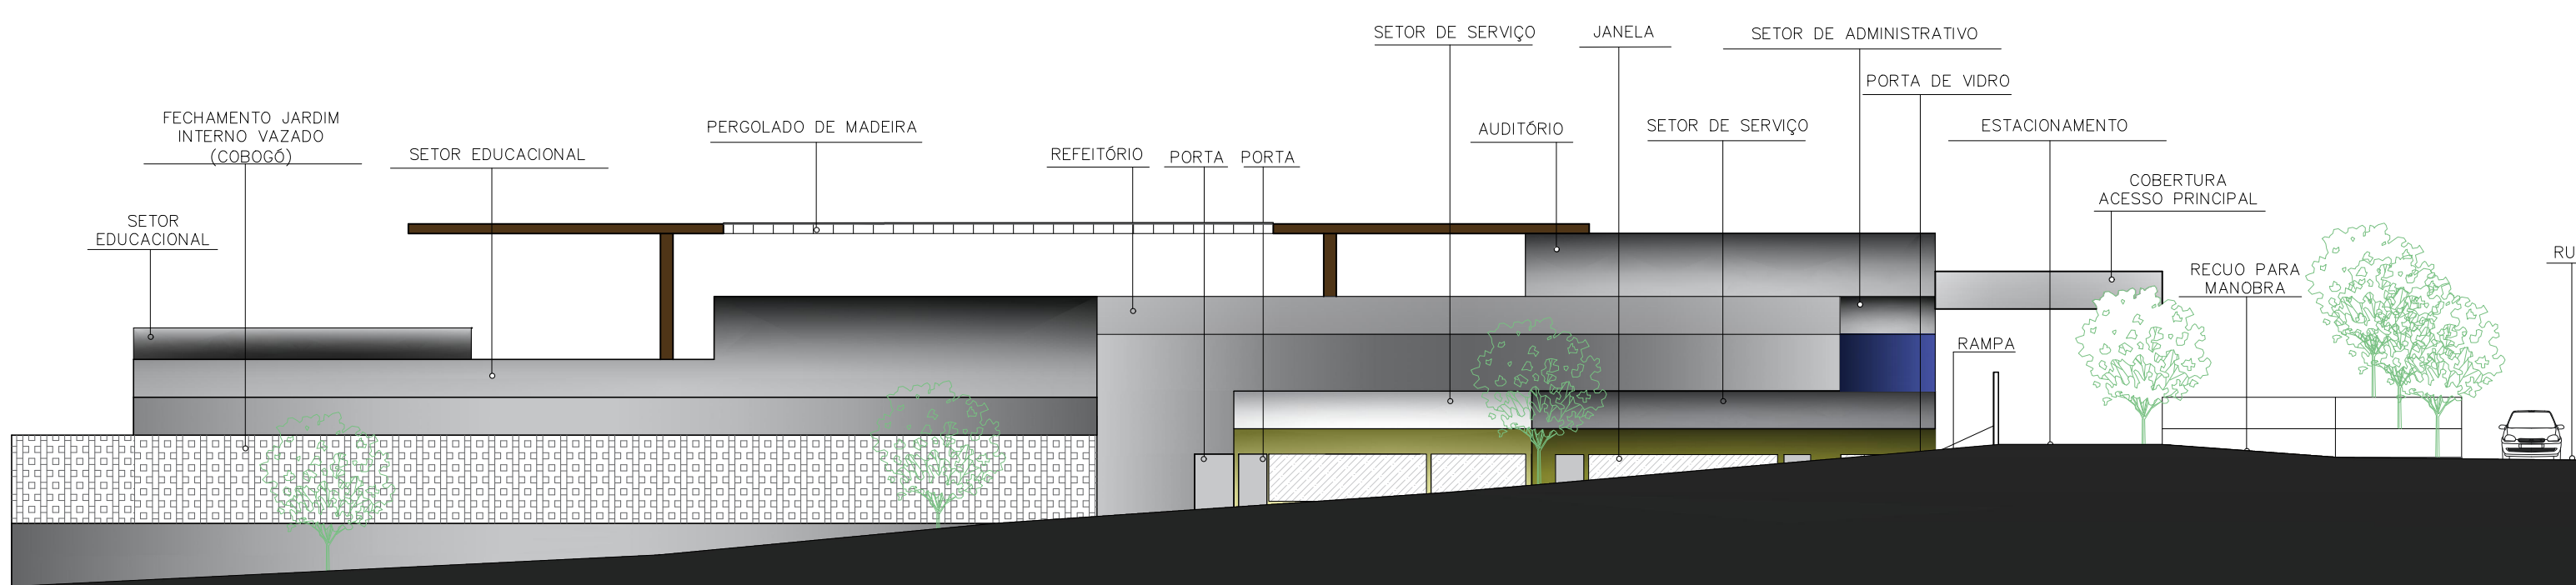 SETOR DE SERVIÇO
JANELA
SETOR DE ADMINISTRATIVO
PORTA DE VIDRO
FECHAMENTO JARDIM
INTERNO VAZADO
(COBOGÓ)
SETOR EDUCACIONAL
PERGOLADO DE MADEIRA
REFEITÓRIO
PORTA
PORTA
AUDITÓRIO
SETOR DE SERVIÇO
ESTACIONAMENTO
COBERTURA
ACESSO PRINCIPAL
SETOR
EDUCACIONAL
RECUO PARA
MANOBRA
RU
RAMPA